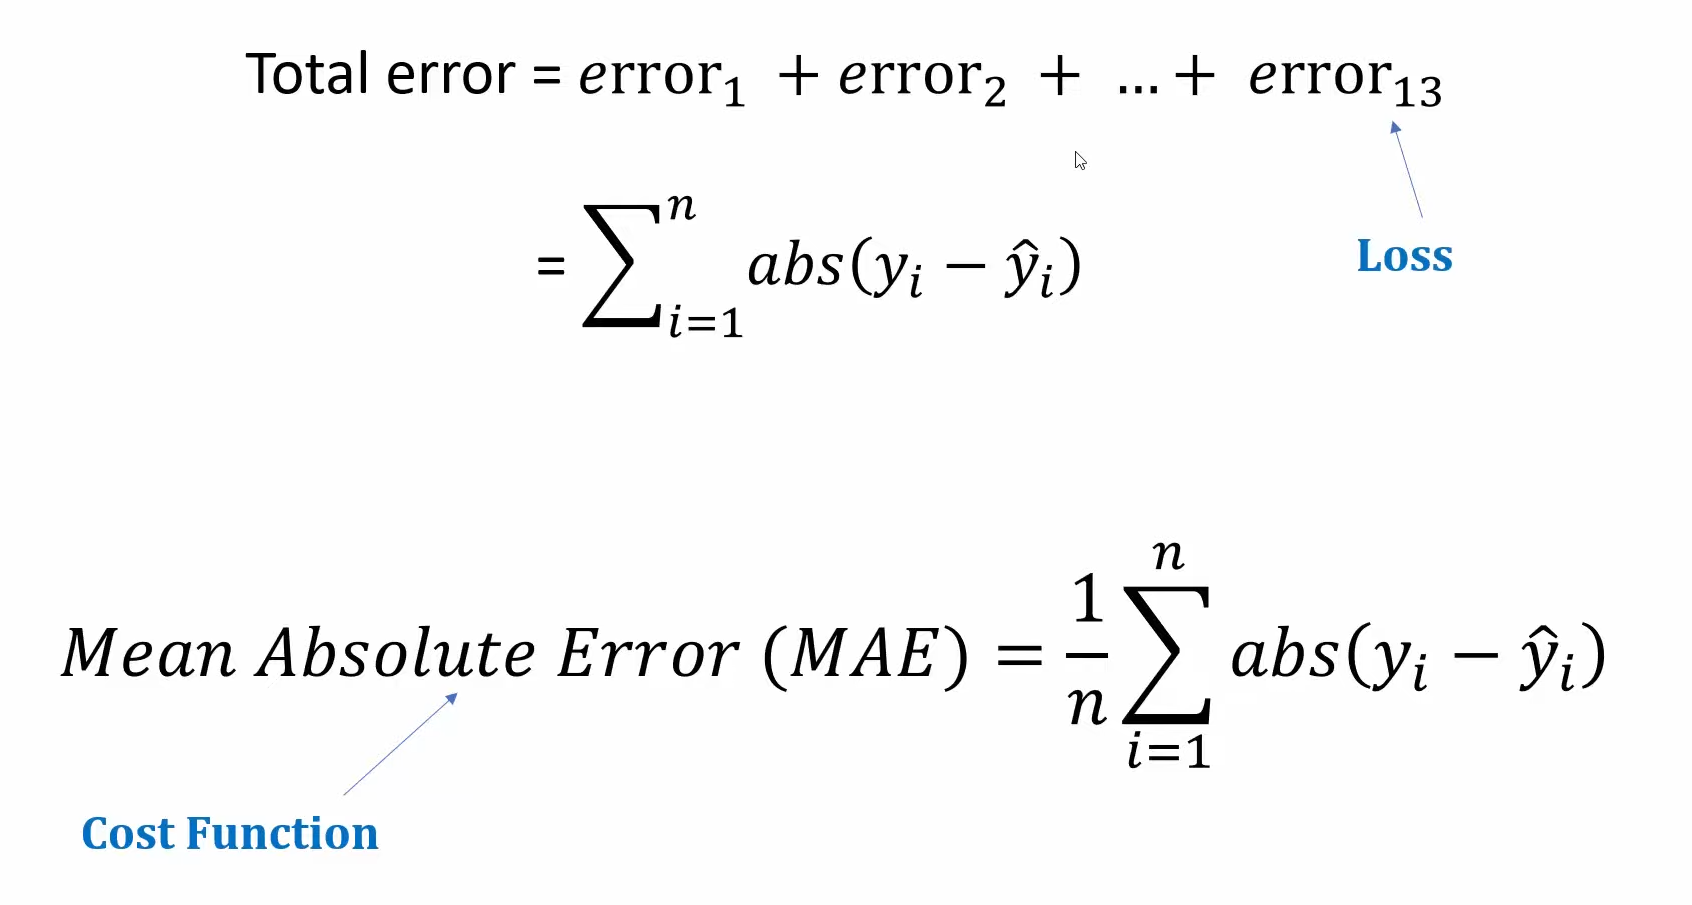 Total error = error₁ + error₂ + ... + error₁₃
Loss
= ∑ᵢ₌₁ⁿ abs(yᵢ − ŷᵢ)
Mean Absolute Error (MAE) = 1/n ∑ᵢ₌₁ⁿ abs(yᵢ − ŷᵢ)
Cost Function